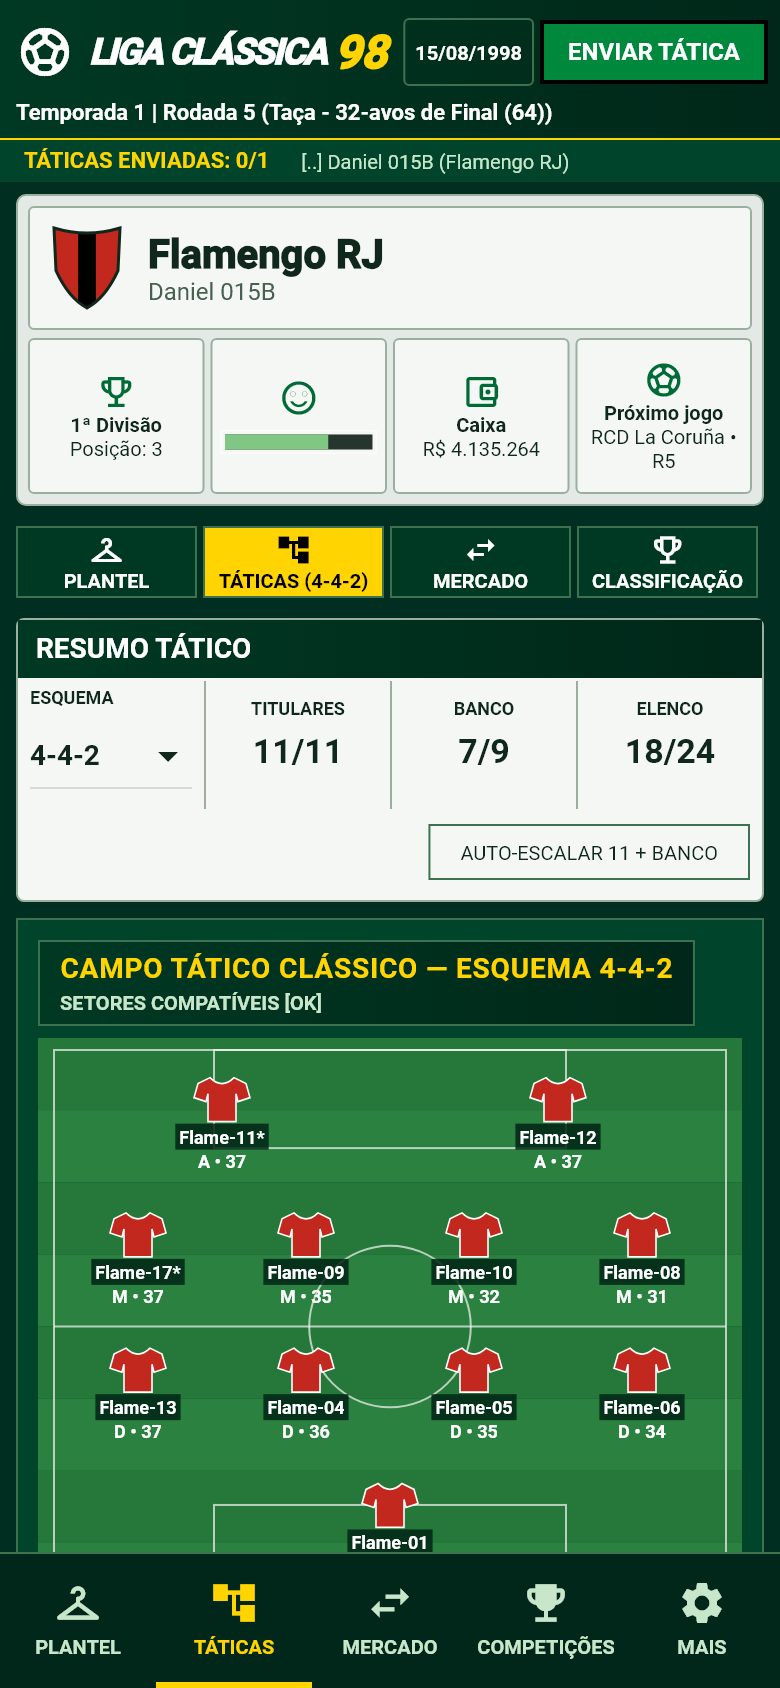 LIGA CLÁSSICA 98
15/08/1998
ENVIAR TÁTICA
Temporada 1 | Rodada 5 (Taça - 32-avos de Final (64))
TÁTICAS ENVIADAS: 0/1
[..] Daniel 015B (Flamengo RJ)
Flamengo RJ
Daniel 015B
1ª Divisão
Posição: 3
Caixa
R$ 4.135.264
Próximo jogo
RCD La Coruña •
R5
PLANTEL
TÁTICAS (4-4-2)
MERCADO
CLASSIFICAÇÃO
RESUMO TÁTICO
ESQUEMA
4-4-2
TITULARES
11/11
BANCO
7/9
ELENCO
18/24
AUTO-ESCALAR 11 + BANCO
CAMPO TÁTICO CLÁSSICO — ESQUEMA 4-4-2
SETORES COMPATÍVEIS [OK]
Flame-11*
A • 37
Flame-12
A • 37
Flame-17*
M • 37
Flame-09
M • 35
Flame-10
M • 32
Flame-08
M • 31
Flame-13
D • 37
Flame-04
D • 36
Flame-05
D • 35
Flame-06
D • 34
Flame-01
PLANTEL
TÁTICAS
MERCADO
COMPETIÇÕES
MAIS